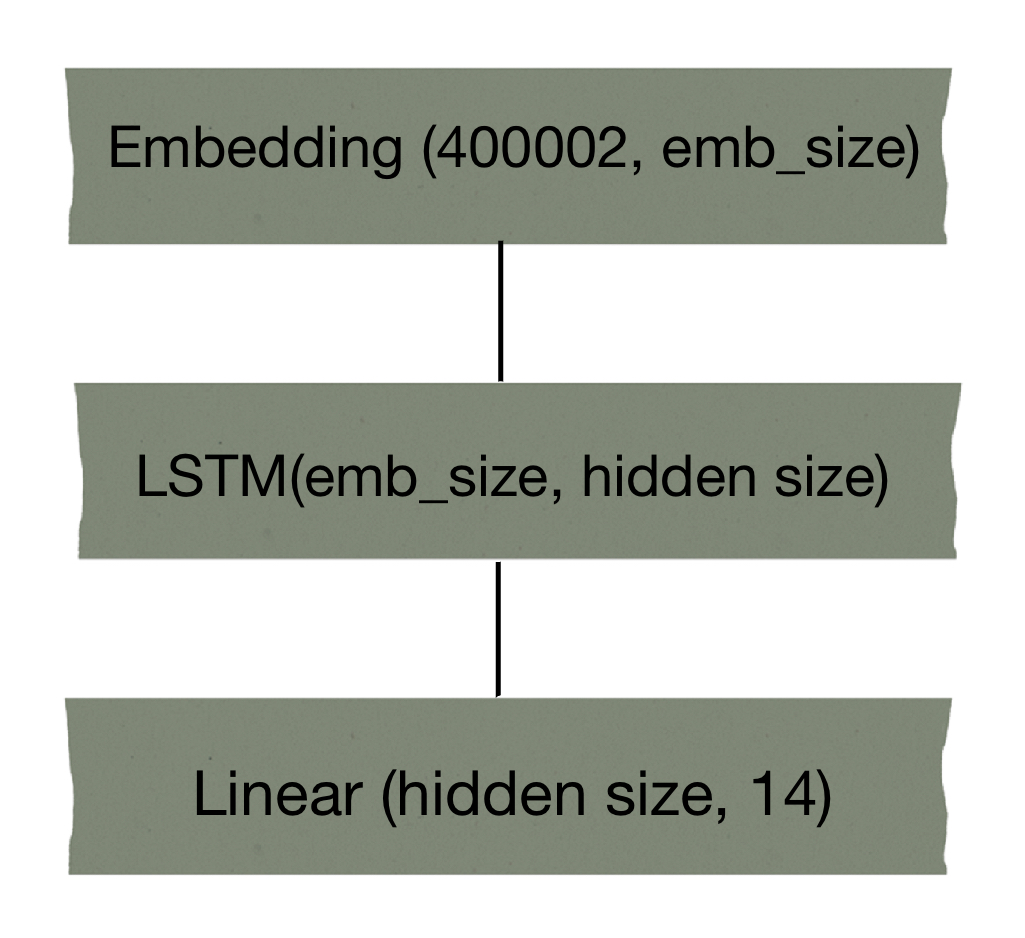 Embedding (400002, emb_size)
LSTM(emb_size, hidden size)
Linear (hidden size, 14)